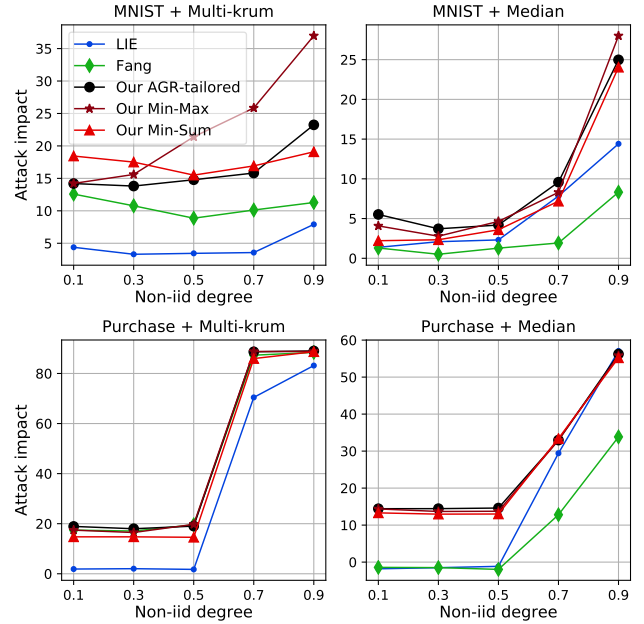 MNIST + Multi-krum
35
30
25
20
15
10
5
Attack impact
LIE
Fang
Our AGR-tailored
Our Min-Max
Our Min-Sum
0.1 0.3 0.5 0.7 0.9
Non-iid degree
MNIST + Median
25
20
15
10
5
0
0.1 0.3 0.5 0.7 0.9
Non-iid degree
Purchase + Multi-krum
80
60
40
20
0
Attack impact
0.1 0.3 0.5 0.7 0.9
Non-iid degree
Purchase + Median
60
50
40
30
20
10
0
0.1 0.3 0.5 0.7 0.9
Non-iid degree